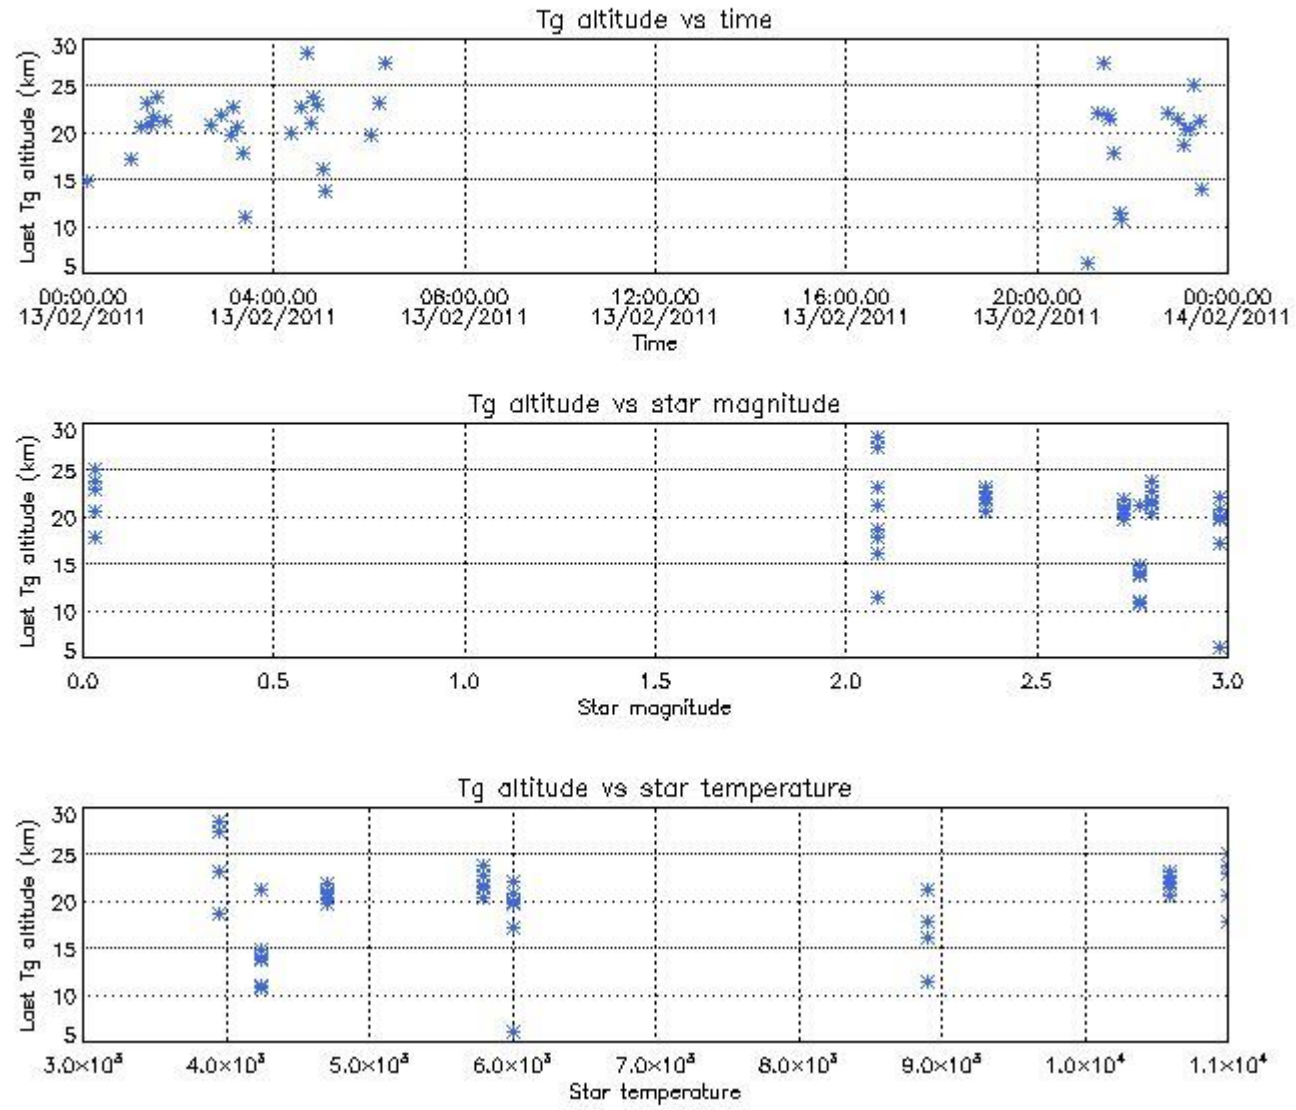 Tg altitude vs time
Last Tg altitude (km)
30
25
20
15
10
5
00:00.00 04:00.00 08:00.00 12:00.00 16:00.00 20:00.00 00:00.00
13/02/2011 13/02/2011 13/02/2011 13/02/2011 13/02/2011 13/02/2011 14/02/2011
Time
Tg altitude vs star magnitude
Last Tg altitude (km)
30
25
20
15
10
5
0.0 0.5 1.0 1.5 2.0 2.5 3.0
Star magnitude
Tg altitude vs star temperature
Last Tg altitude (km)
30
25
20
15
10
5
3.0×10³ 4.0×10³ 5.0×10³ 6.0×10³ 7.0×10³ 8.0×10³ 9.0×10³ 1.0×10⁴ 1.1×10⁴
Star temperature